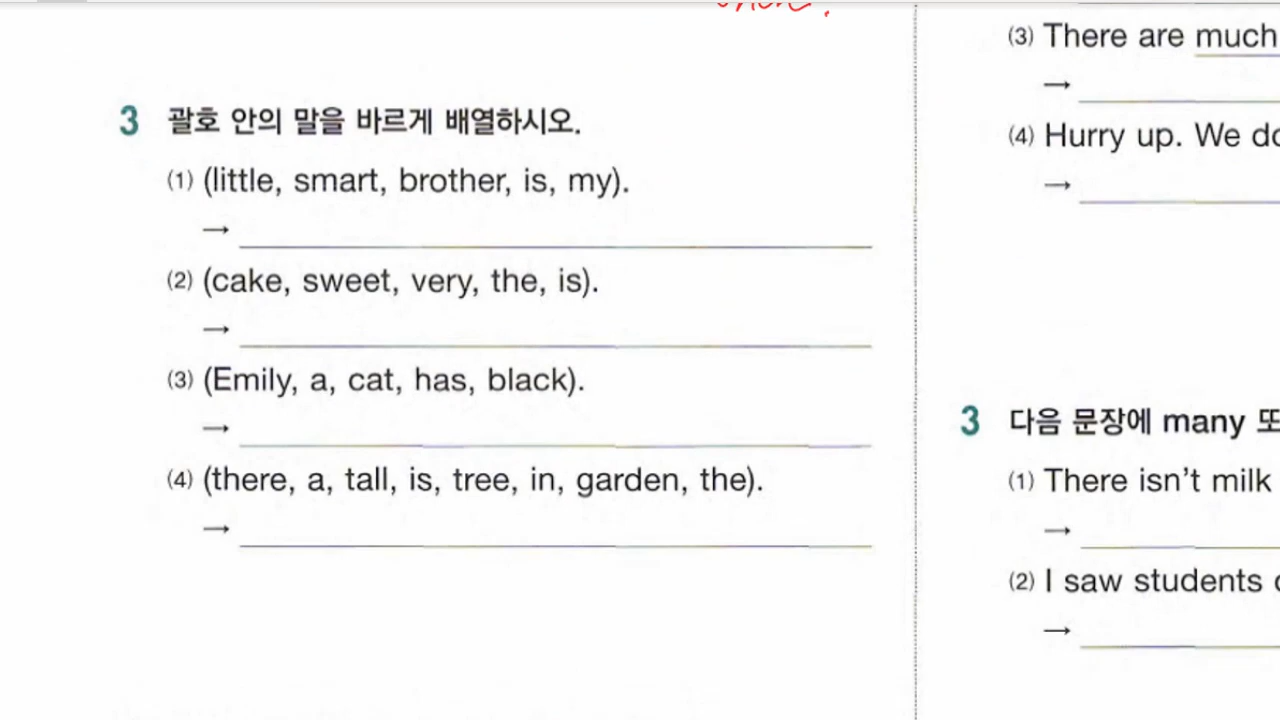 3 괄호 안의 말을 바르게 배열하시오.
(1) (little, smart, brother, is, my).
→
(2) (cake, sweet, very, the, is).
→
(3) (Emily, a, cat, has, black).
→
(4) (there, a, tall, is, tree, in, garden, the).
→
(3) There are much
→
(4) Hurry up. We do
→
3 다음 문장에 many 또
(1) There isn't milk
→
(2) I saw students
→